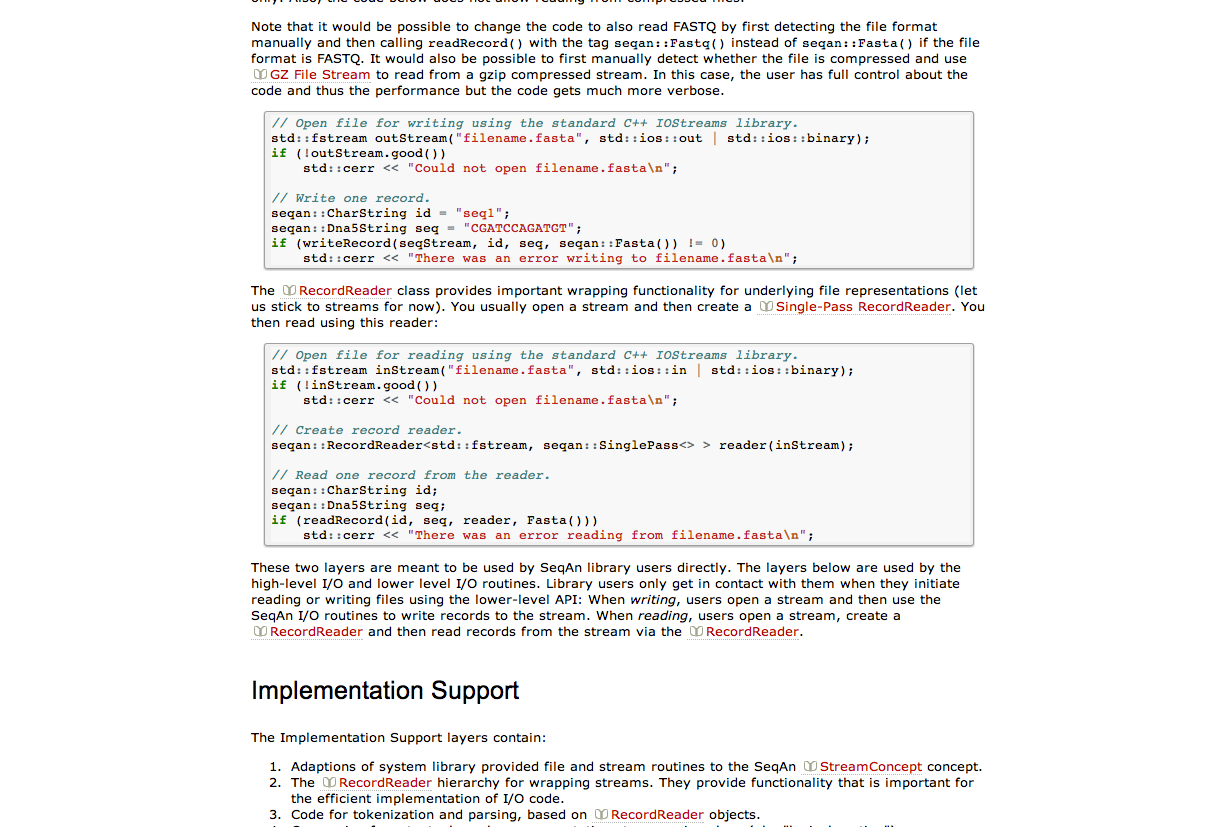 Note that it would be possible to change the code to also read FASTQ by first detecting the file format
manually and then calling readRecord() with the tag seqan::Fastq() instead of seqan::Fasta() if the file
format is FASTQ. It would also be possible to first manually detect whether the file is compressed and use
GZ File Stream to read from a gzip compressed stream. In this case, the user has full control about the
code and thus the performance but the code gets much more verbose.
// Open file for writing using the standard C++ IOStreams library.
std::fstream outStream("filename.fasta", std::ios::out | std::ios::binary);
if (!outStream.good())
    std::cerr << "Could not open filename.fasta\n";
// Write one record.
seqan::CharString id = "seq1";
seqan::Dna5String seq = "CGATCCAGATGT";
if (writeRecord(seqStream, id, seq, seqan::Fasta()) != 0)
    std::cerr << "There was an error writing to filename.fasta\n";
The RecordReader class provides important wrapping functionality for underlying file representations (let
us stick to streams for now). You usually open a stream and then create a Single-Pass RecordReader. You
then read using this reader:
// Open file for reading using the standard C++ IOStreams library.
std::fstream inStream("filename.fasta", std::ios::in | std::ios::binary);
if (!inStream.good())
    std::cerr << "Could not open filename.fasta\n";
// Create record reader.
seqan::RecordReader<std::fstream, seqan::SinglePass<> > reader(inStream);
// Read one record from the reader.
seqan::CharString id;
seqan::Dna5String seq;
if (readRecord(id, seq, reader, Fasta()))
    std::cerr << "There was an error reading from filename.fasta\n";
These two layers are meant to be used by SeqAn library users directly. The layers below are used by the
high-level I/O and lower level I/O routines. Library users only get in contact with them when they initiate
reading or writing files using the lower-level API: When writing, users open a stream and then use the
SeqAn I/O routines to write records to the stream. When reading, users open a stream, create a
RecordReader and then read records from the stream via the RecordReader.
Implementation Support
The Implementation Support layers contain:
1. Adaptions of system library provided file and stream routines to the SeqAn StreamConcept concept.
2. The RecordReader hierarchy for wrapping streams. They provide functionality that is important for
the efficient implementation of I/O code.
3. Code for tokenization and parsing, based on RecordReader objects.